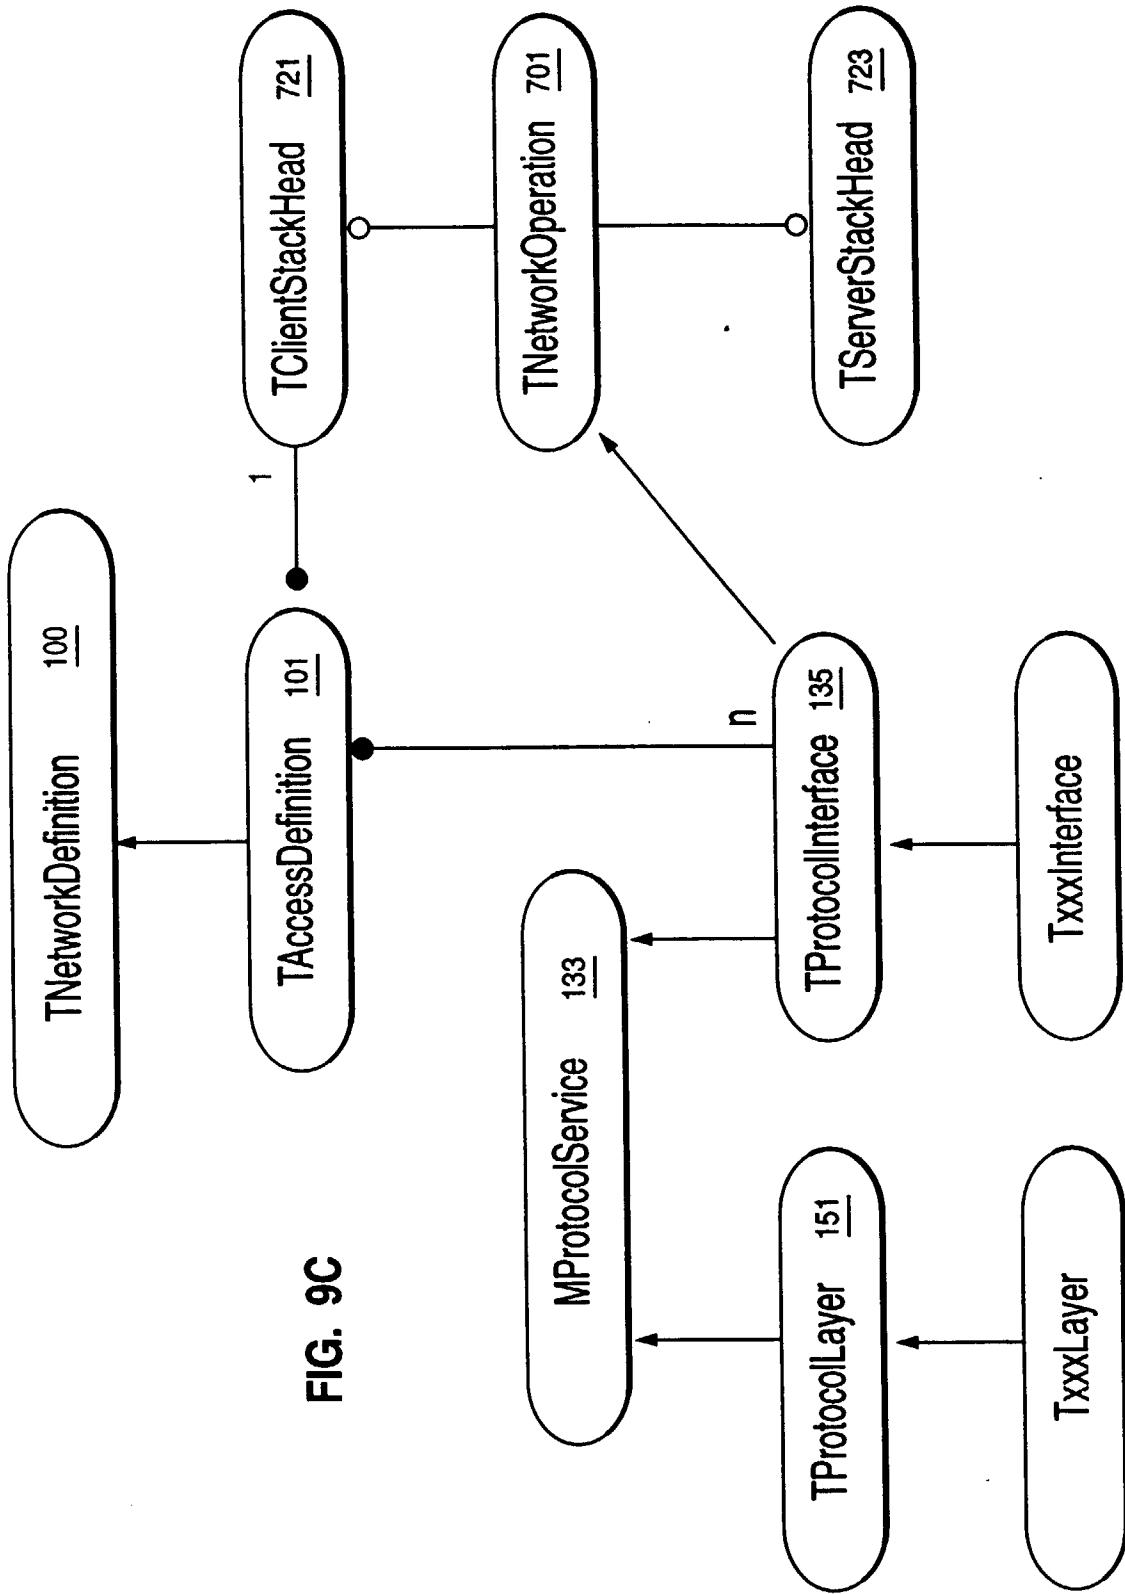 TNetworkDefinition 100
TAccessDefinition 101
1
TClientStackHead 721
MProtocolService 133
TNetworkOperation 701
n
TProtocolLayer 151
TProtocolInterface 135
TServerStackHead 723
TxxxLayer
TxxxInterface
FIG. 9C